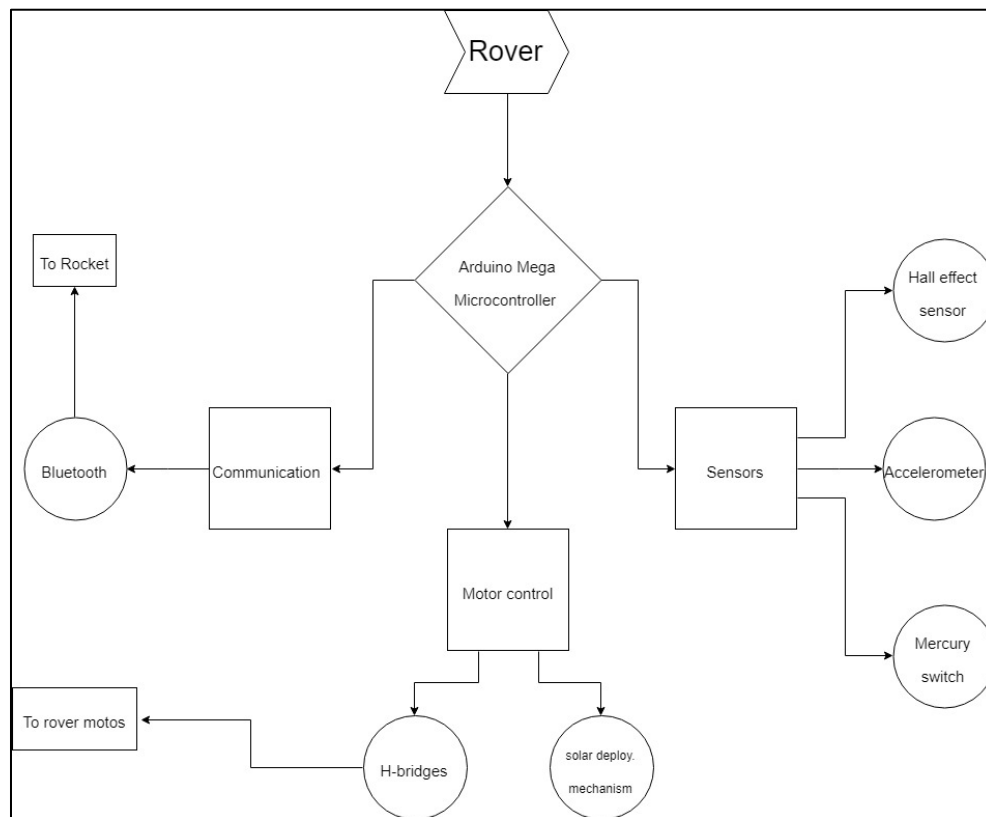 Rover
Arduino Mega
Microcontroller
To Rocket
Hall effect
sensor
Bluetooth
Communication
Sensors
Accelerometer
Motor control
Mercury
switch
To rover motos
H-bridges
solar deploy.
mechanism